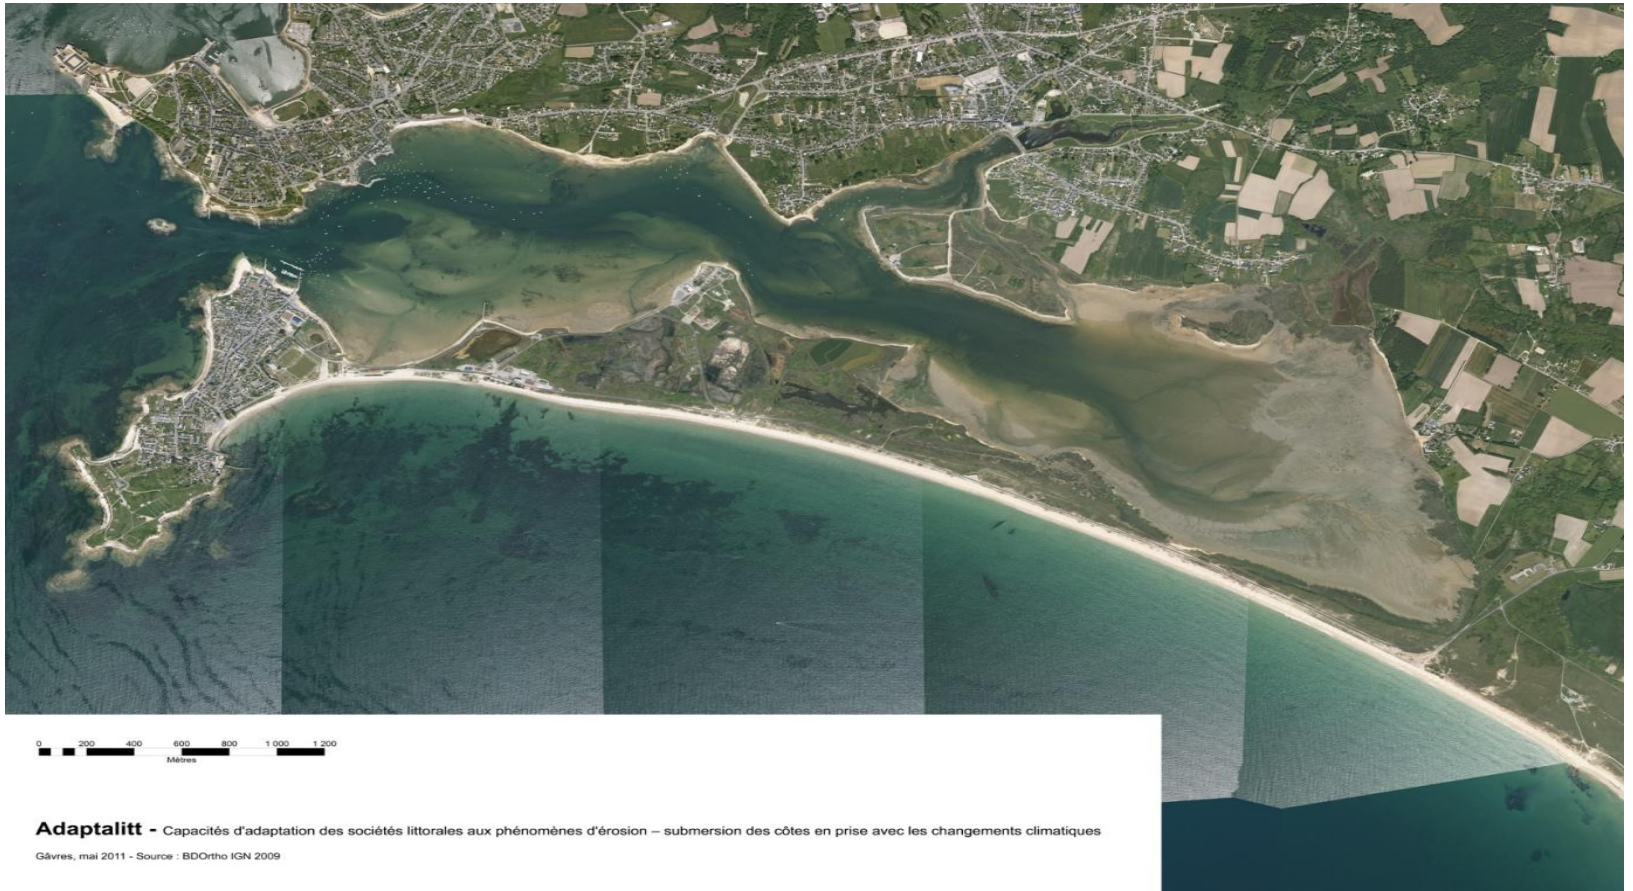 0 200 400 600 800 1 000 1 200
Mètres
Adaptalitt - Capacités d'adaptation des sociétés littorales aux phénomènes d'érosion – submersion des côtes en prise avec les changements climatiques
Gâvres, mai 2011 - Source : BDOrtho IGN 2009